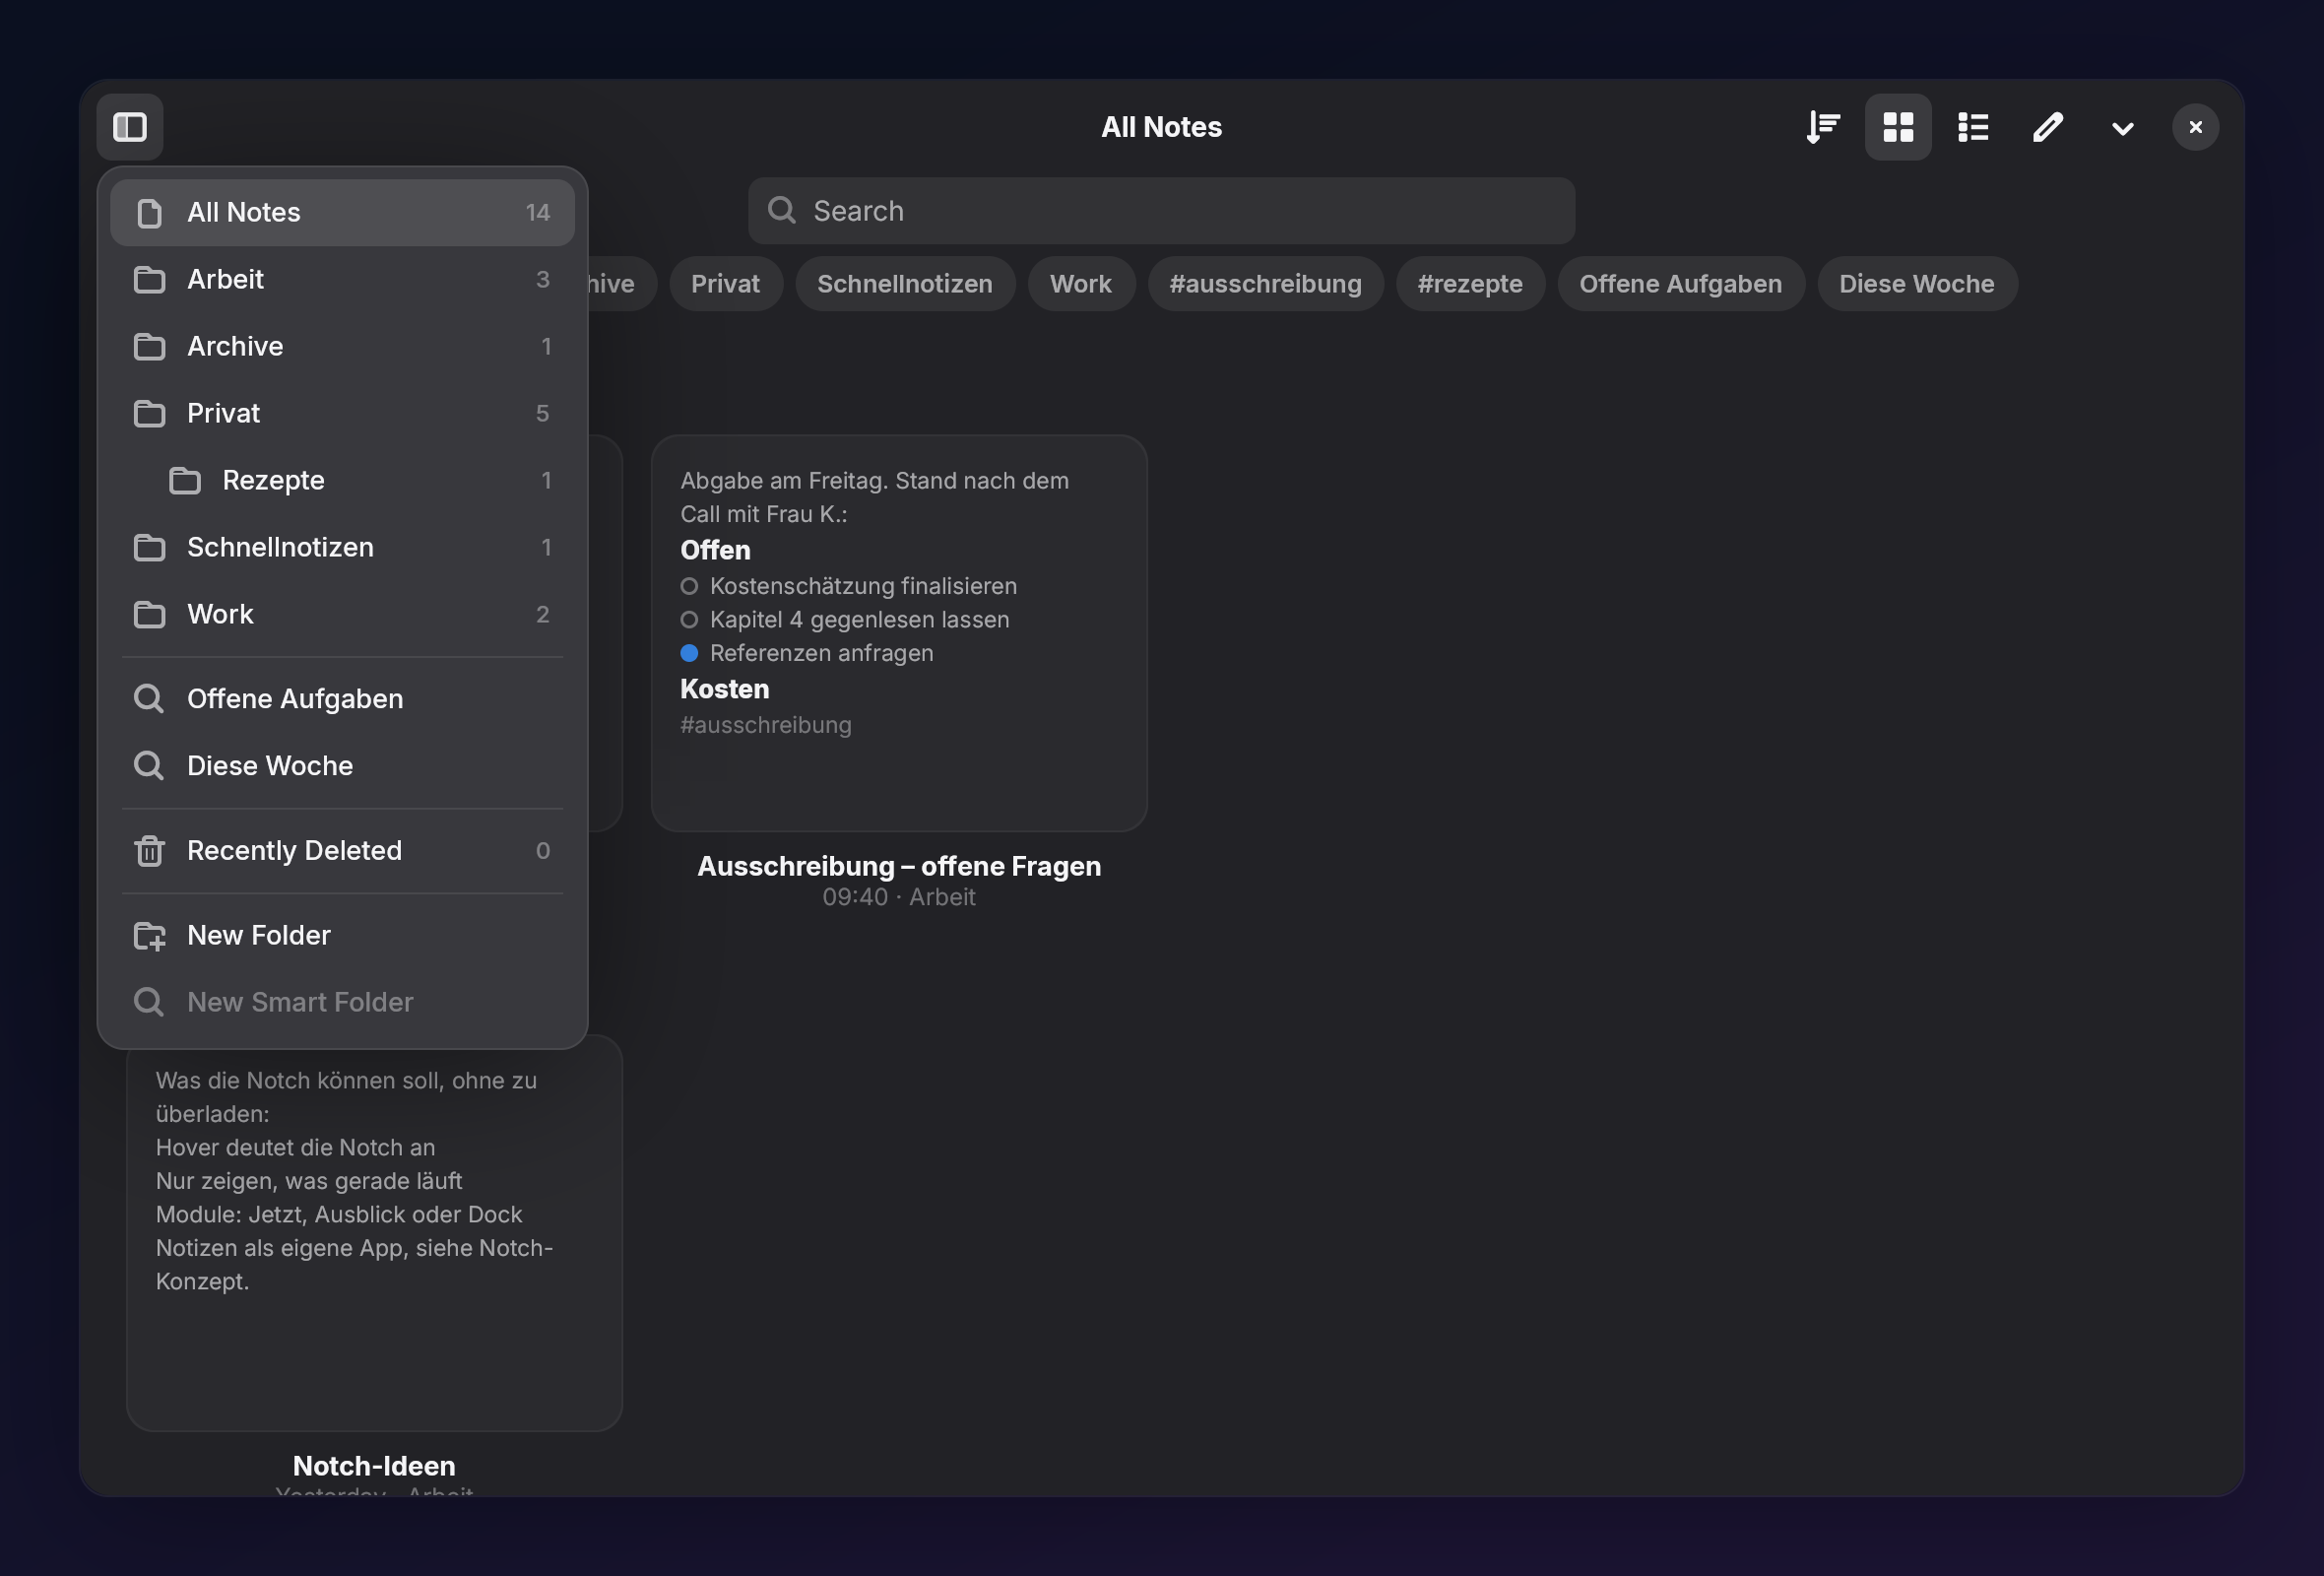 All Notes
Search
All Notes 14
Arbeit 3
Archive 1
Privat 5
Rezepte 1
Schnellnotizen 1
Work 2
Offene Aufgaben
Diese Woche
Recently Deleted 0
New Folder
New Smart Folder
hive Privat Schnellnotizen Work #ausschreibung #rezepte Offene Aufgaben Diese Woche
Abgabe am Freitag. Stand nach dem
Call mit Frau K.:
Offen
Kostenschätzung finalisieren
Kapitel 4 gegenlesen lassen
Referenzen anfragen
Kosten
#ausschreibung
Ausschreibung – offene Fragen
09:40 · Arbeit
Was die Notch können soll, ohne zu
überladen:
Hover deutet die Notch an
Nur zeigen, was gerade läuft
Module: Jetzt, Ausblick oder Dock
Notizen als eigene App, siehe Notch-
Konzept.
Notch-Ideen
Yesterday · Arbeit